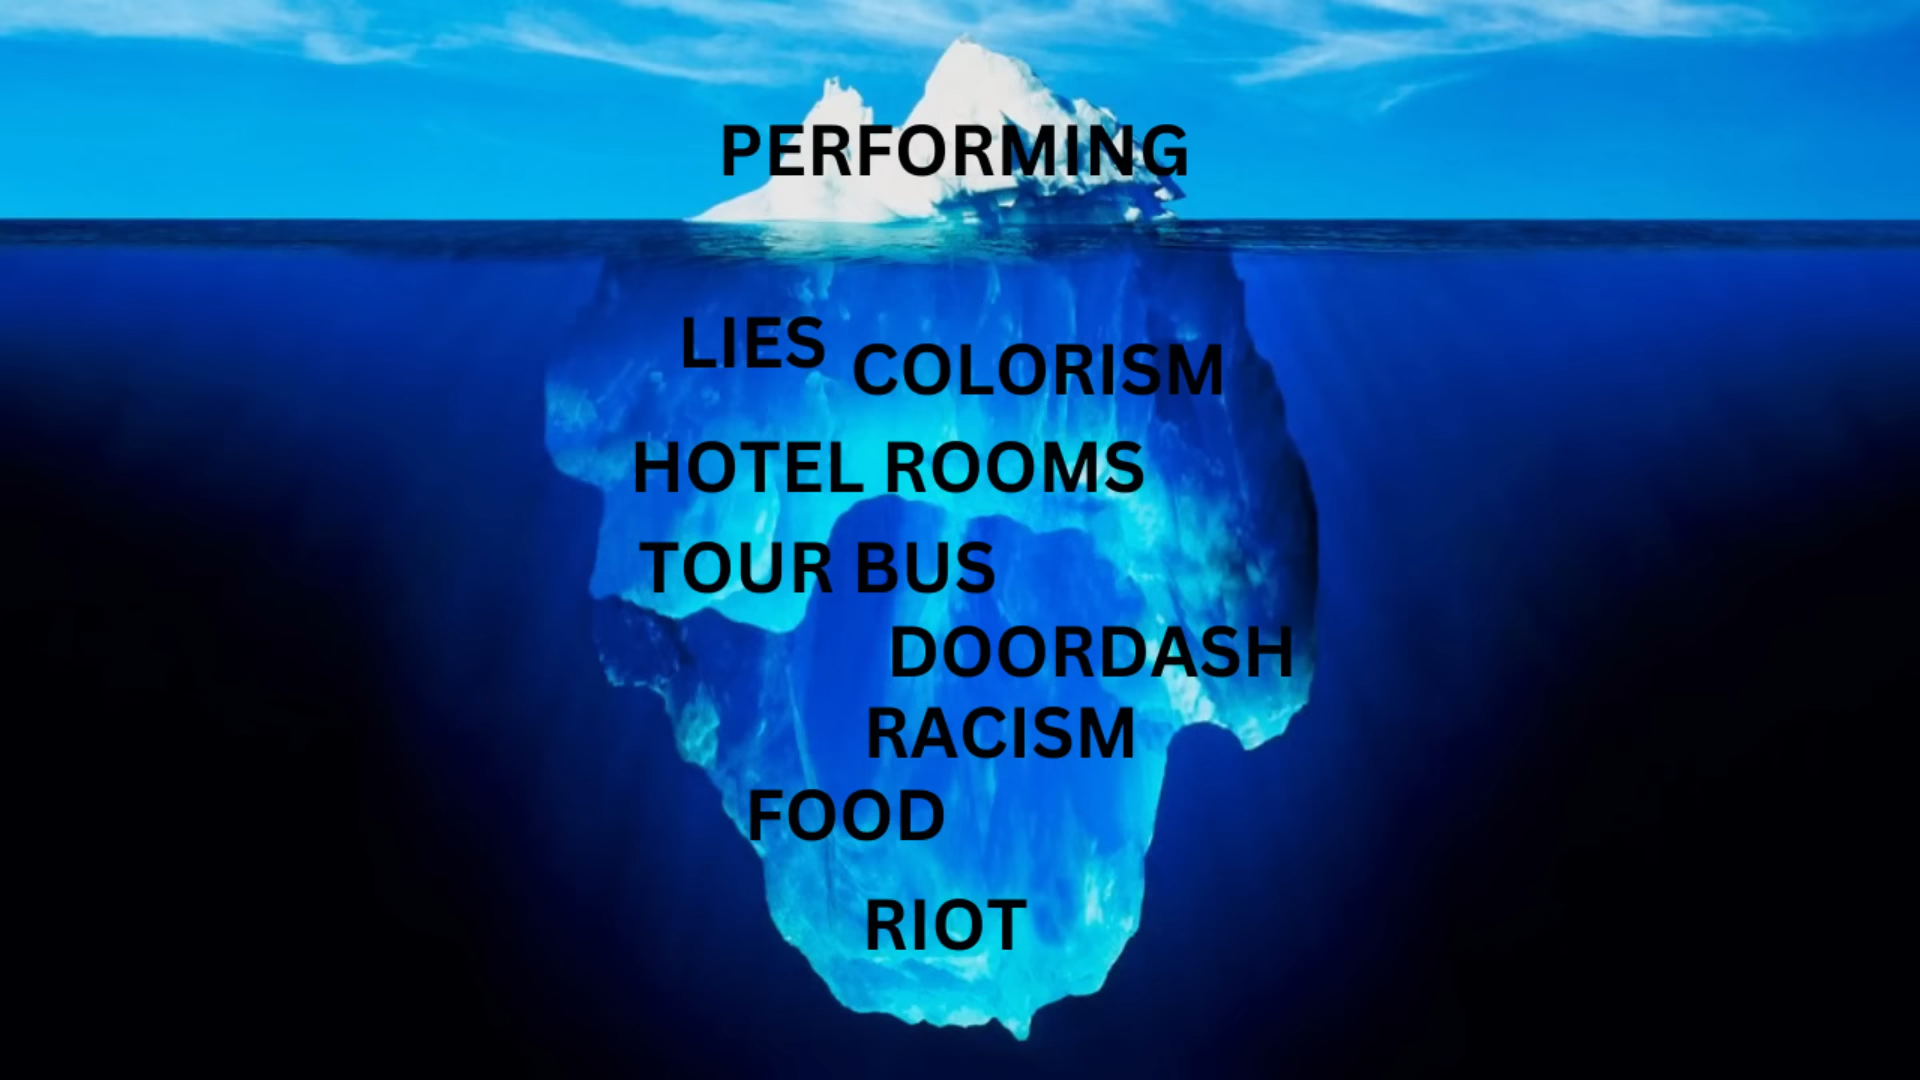 PERFORMING
LIES
COLORISM
HOTEL ROOMS
TOUR BUS
DOORDASH
RACISM
FOOD
RIOT